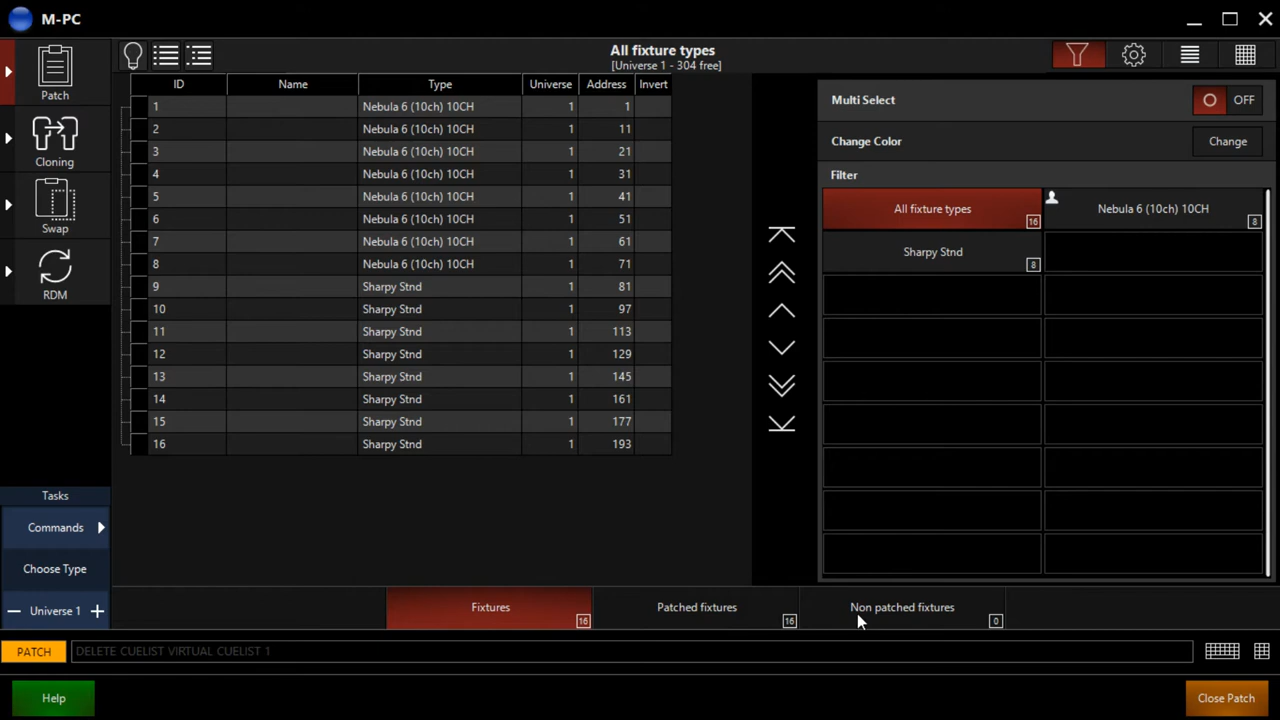 M-PC
Patch
Cloning
Swap
RDM
Tasks
Commands
Choose Type
− Universe 1 +
All fixture types
[Universe 1 - 304 free]
ID Name Type Universe Address Invert
1 Nebula 6 (10ch) 10CH 1 1
2 Nebula 6 (10ch) 10CH 1 11
3 Nebula 6 (10ch) 10CH 1 21
4 Nebula 6 (10ch) 10CH 1 31
5 Nebula 6 (10ch) 10CH 1 41
6 Nebula 6 (10ch) 10CH 1 51
7 Nebula 6 (10ch) 10CH 1 61
8 Nebula 6 (10ch) 10CH 1 71
9 Sharpy Stnd 1 81
10 Sharpy Stnd 1 97
11 Sharpy Stnd 1 113
12 Sharpy Stnd 1 129
13 Sharpy Stnd 1 145
14 Sharpy Stnd 1 161
15 Sharpy Stnd 1 177
16 Sharpy Stnd 1 193
Multi Select OFF
Change Color Change
Filter
All fixture types 16 Nebula 6 (10ch) 10CH 8
Sharpy Stnd 8
Fixtures 16 Patched fixtures 16 Non patched fixtures 0
PATCH DELETE CUELIST VIRTUAL CUELIST 1
Help Close Patch